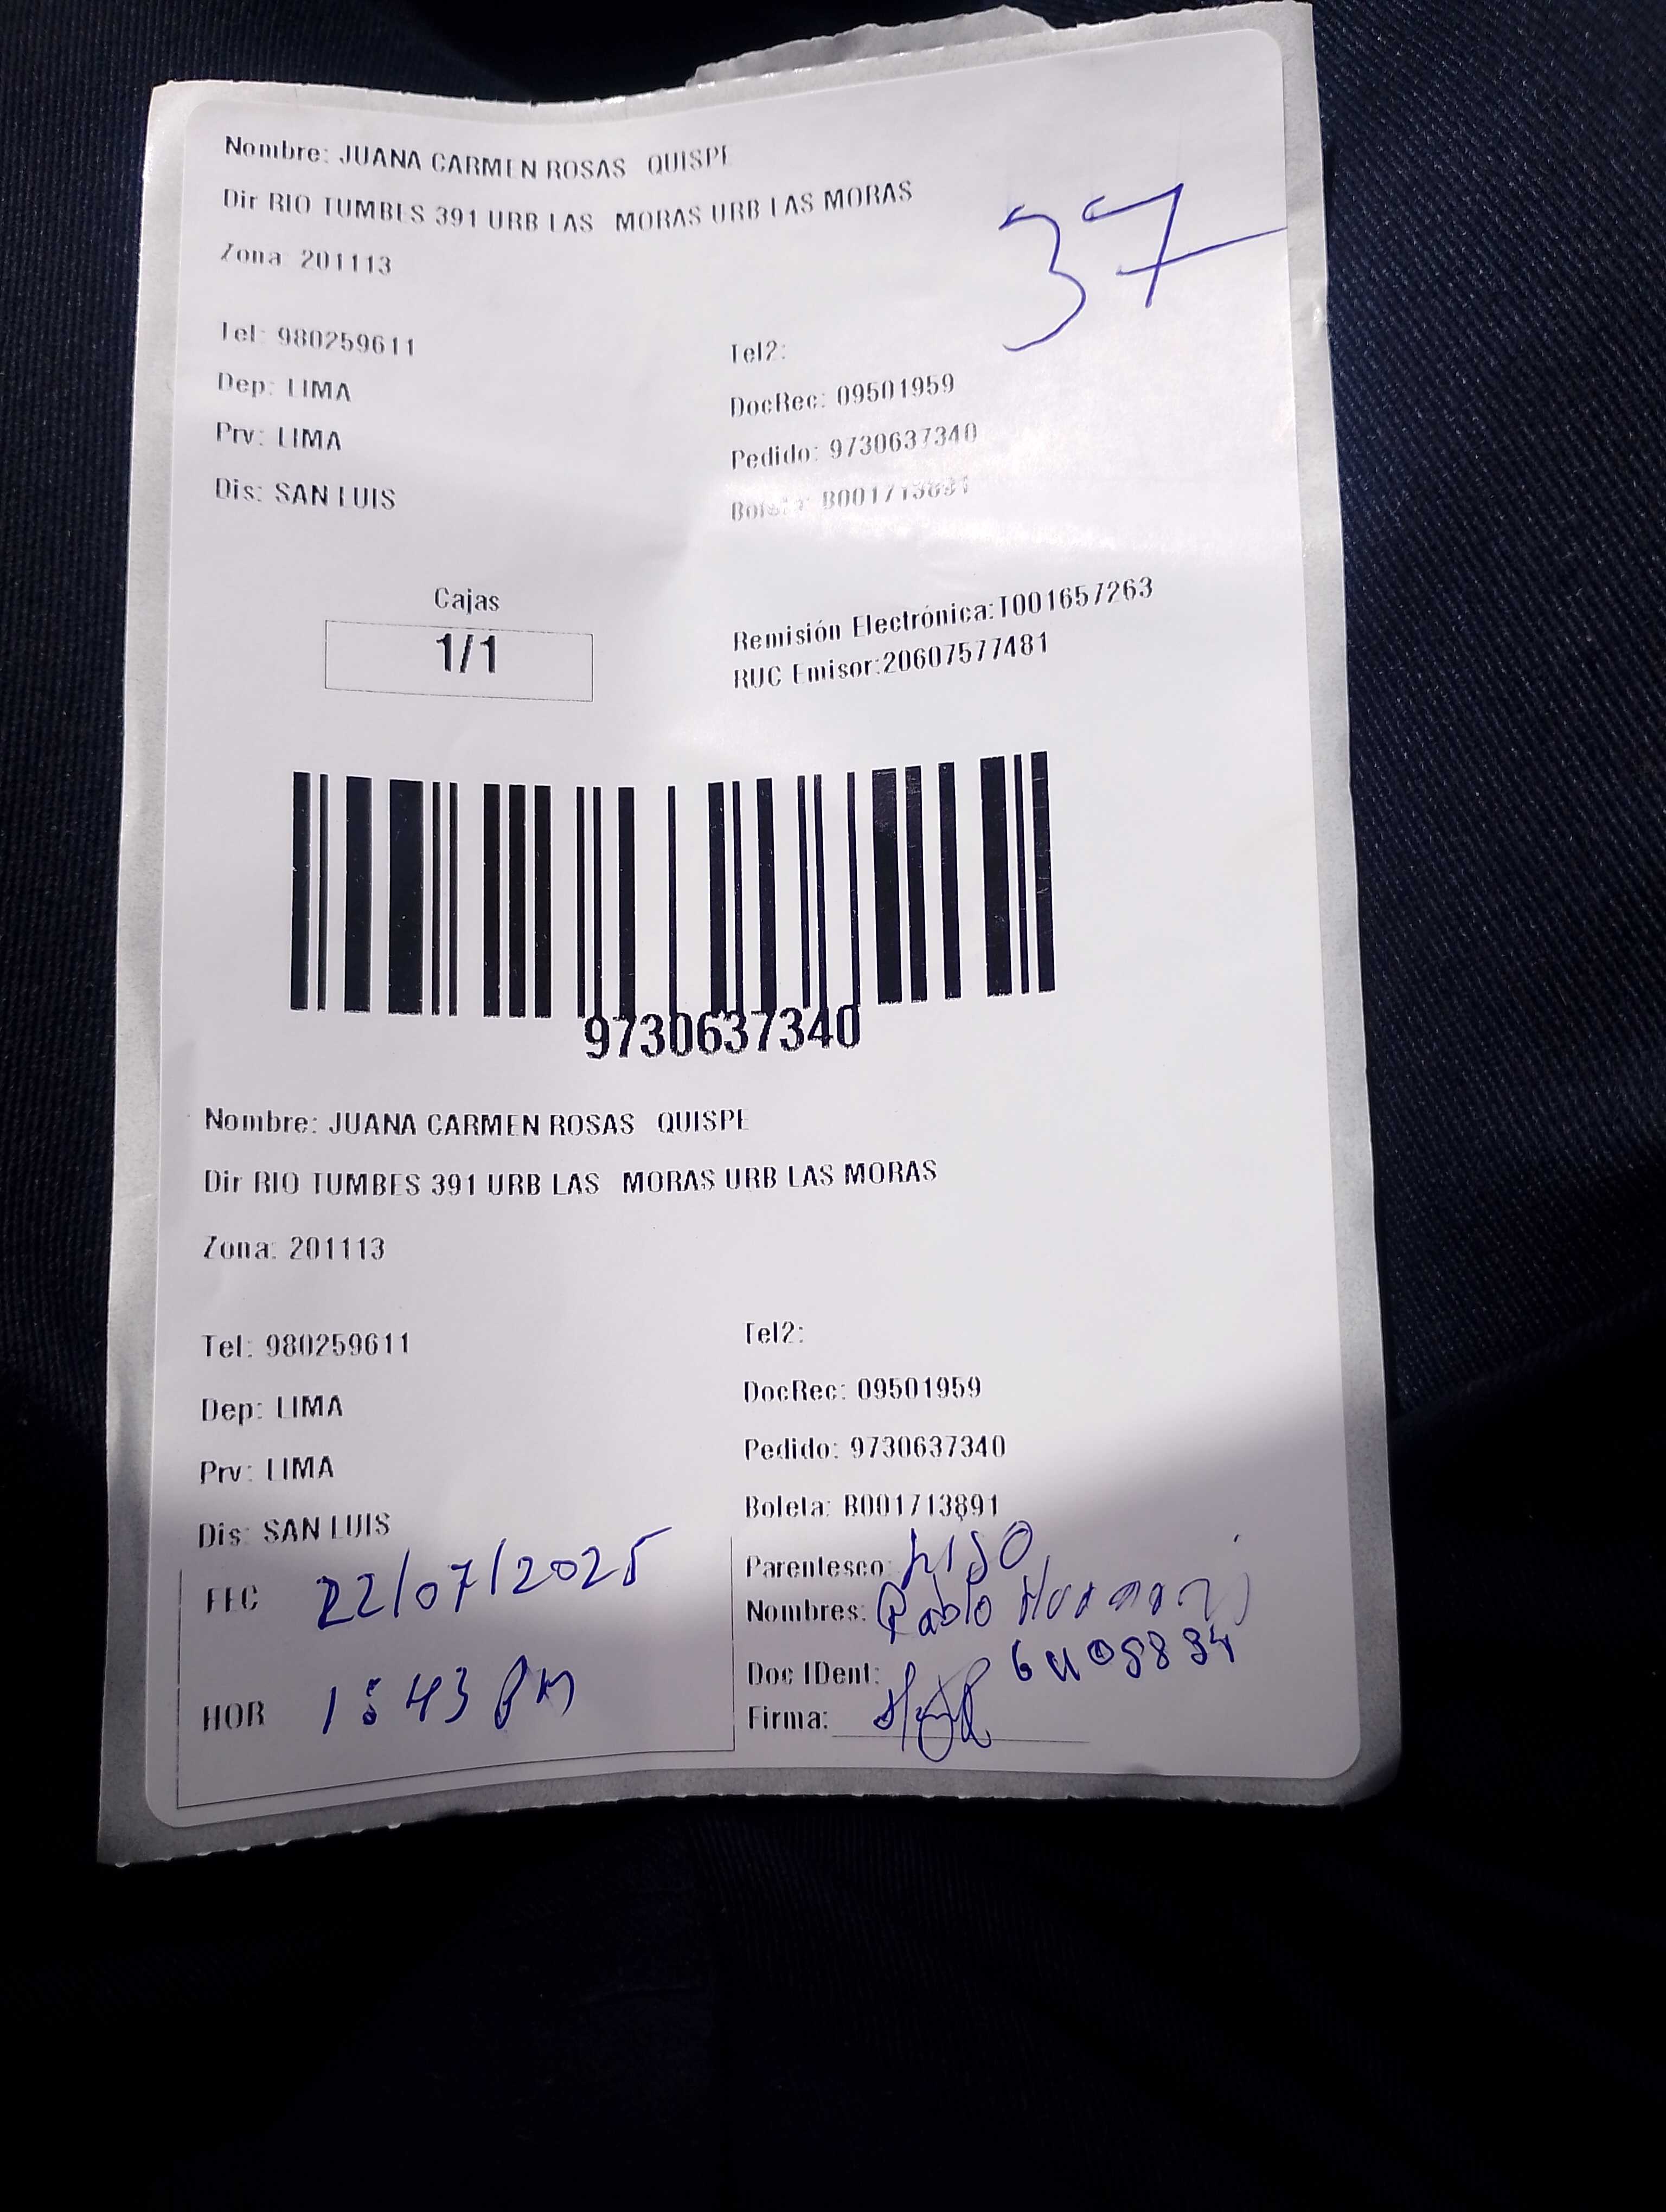 Nombre: JUANA CARMEN ROSAS QUISPE
Dir RIO TUMBES 391 URB LAS MORAS URB LAS MORAS
37
Zona: 201113
Tel: 980259611
Tel2:
Dep: LIMA
DocRec: 09501959
Prv: LIMA
Pedido: 9730637340
Dis: SAN LUIS
Boleta: B001713891
Cajas
1/1
Remisión Electrónica:T001657263
RUC Emisor:20607577481
9730637340
Nombre: JUANA CARMEN ROSAS QUISPE
Dir RIO TUMBES 391 URB LAS MORAS URB LAS MORAS
Zona: 201113
Tel: 980259611
Tel2:
Dep: LIMA
DocRec: 09501959
Prv: LIMA
Pedido: 9730637340
Dis: SAN LUIS
Boleta: B001713891
FEC 22/07/2025
Parentesco:
Nombres: Pablo
HOR 1:43 PM
Doc IDent:
Firma: